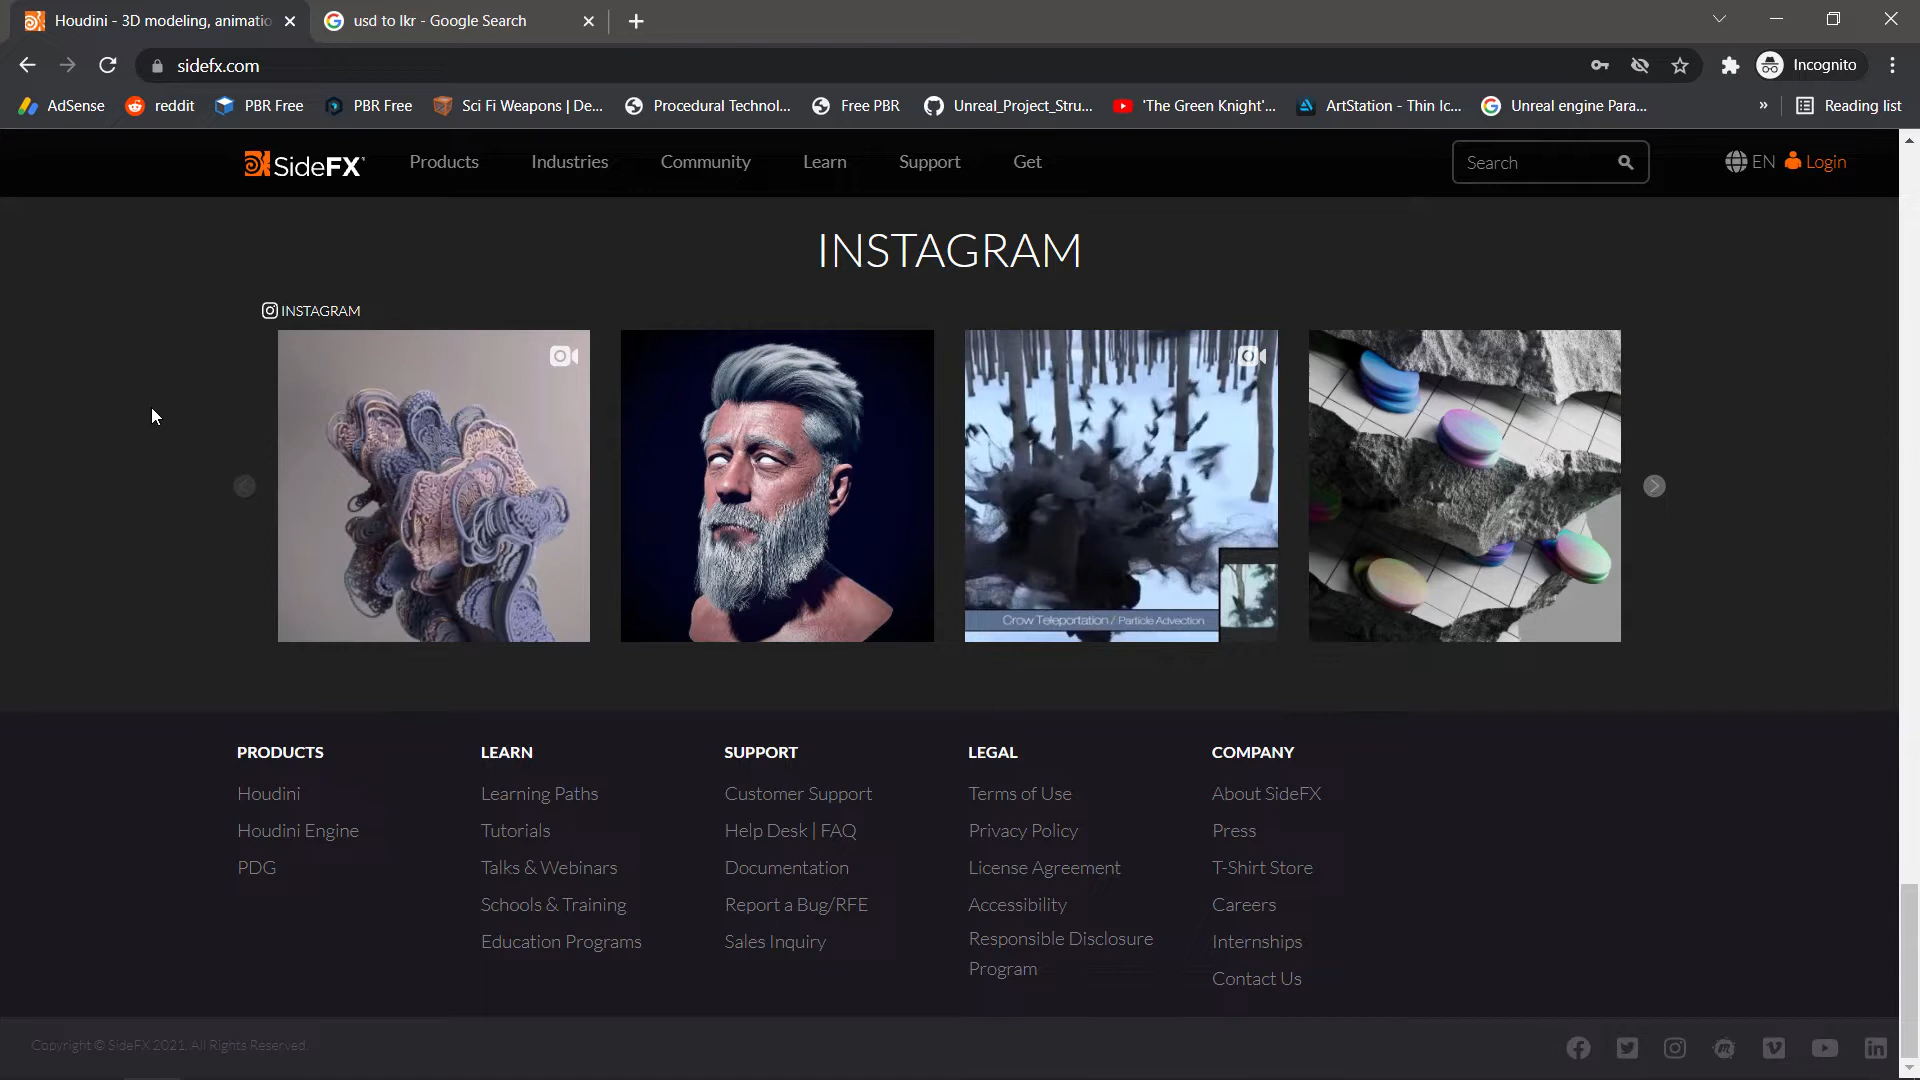 Houdini - 3D modeling, animatio
usd to lkr - Google Search
sidefx.com
Incognito
AdSense
reddit
PBR Free
PBR Free
Sci Fi Weapons | De...
Procedural Technol...
Free PBR
Unreal_Project_Stru...
'The Green Knight'...
ArtStation - Thin Ic...
Unreal engine Para...
»
Reading list
SideFX
Products
Industries
Community
Learn
Support
Get
Search
EN
Login
INSTAGRAM
INSTAGRAM
Crow Teleportation / Particle Advection
PRODUCTS
Houdini
Houdini Engine
PDG
LEARN
Learning Paths
Tutorials
Talks & Webinars
Schools & Training
Education Programs
SUPPORT
Customer Support
Help Desk | FAQ
Documentation
Report a Bug/RFE
Sales Inquiry
LEGAL
Terms of Use
Privacy Policy
License Agreement
Accessibility
Responsible Disclosure
Program
COMPANY
About SideFX
Press
T-Shirt Store
Careers
Internships
Contact Us
Copyright © SideFX 2021. All Rights Reserved.